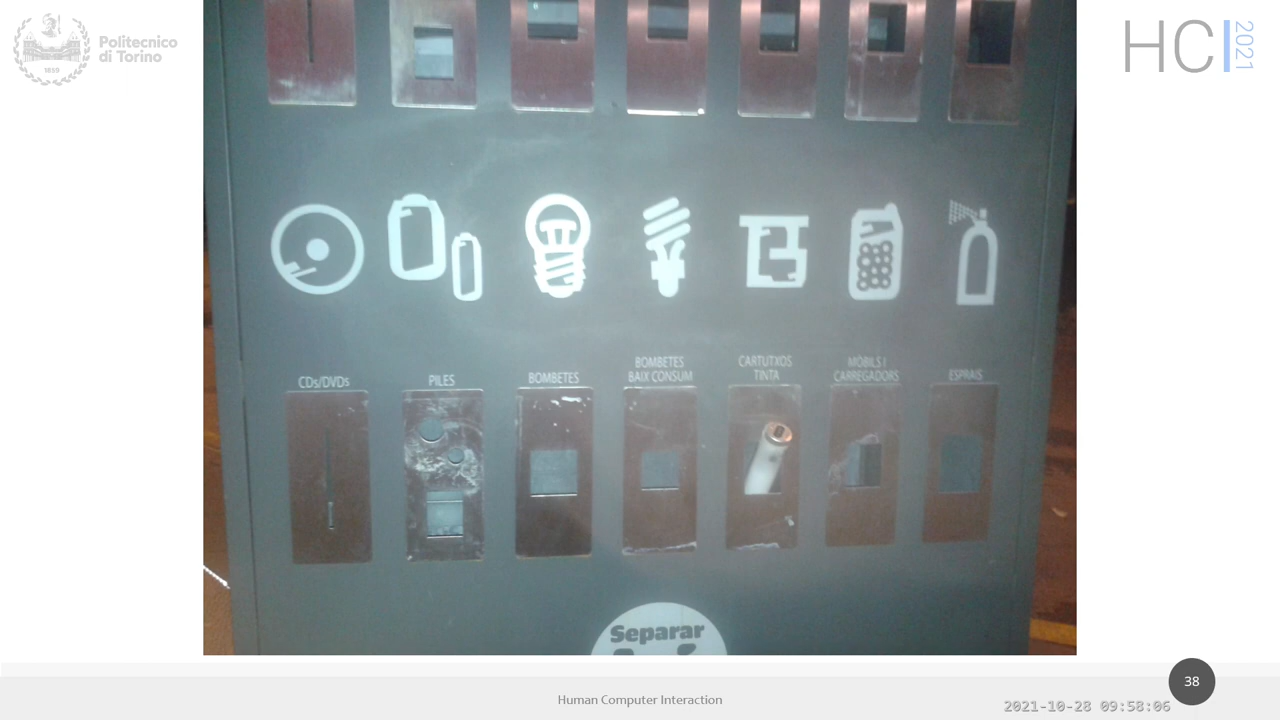 Politecnico
di Torino
1859
HCI
2021
CDs/DVDs
PILES
BOMBETES
BOMBETES
BAIX CONSUM
CARTUTXOS
TINTA
MÒBILS I
CARREGADORS
ESPRAIS
Separar
Human Computer Interaction
38
2021-10-28 09:58:06